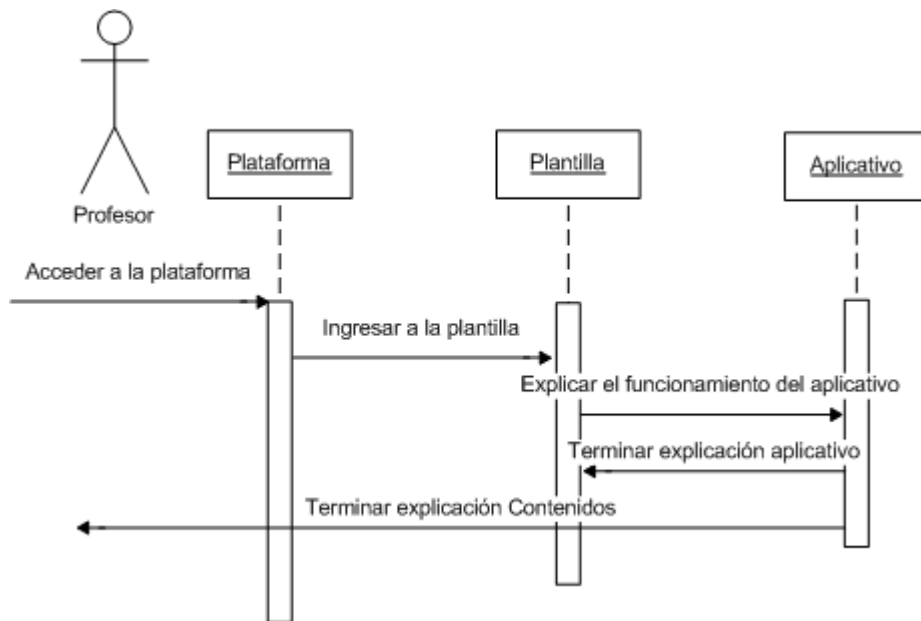 Plataforma
Plantilla
Aplicativo
Profesor
Acceder a la plataforma
Ingresar a la plantilla
Explicar el funcionamiento del aplicativo
Terminar explicación aplicativo
Terminar explicación Contenidos